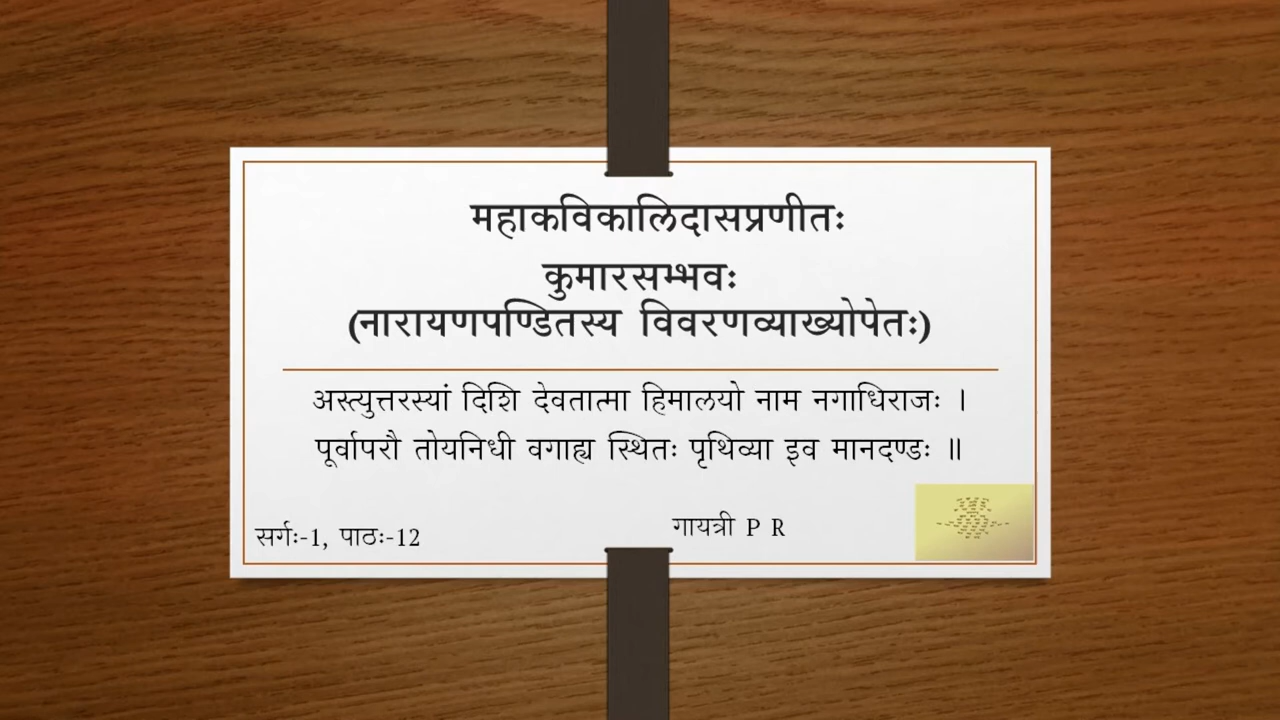 महाकविकालिदासप्रणीतः
कुमारसम्भवः
(नारायणपण्डितस्य विवरणव्याख्योपेतः)
अस्त्युत्तरस्यां दिशि देवतात्मा हिमालयो नाम नगाधिराजः ।
पूर्वापरौ तोयनिधी वगाह्य स्थितः पृथिव्या इव मानदण्डः ॥
सर्गः-1, पाठः-12
गायत्री P R